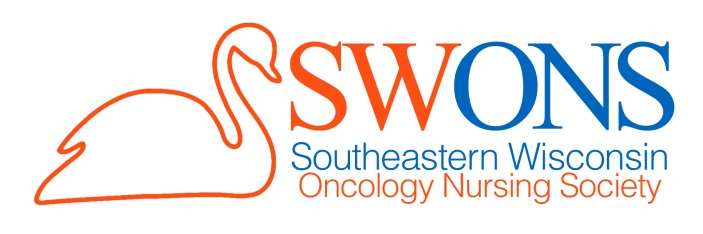 SWONS
Southeastern Wisconsin
Oncology Nursing Society